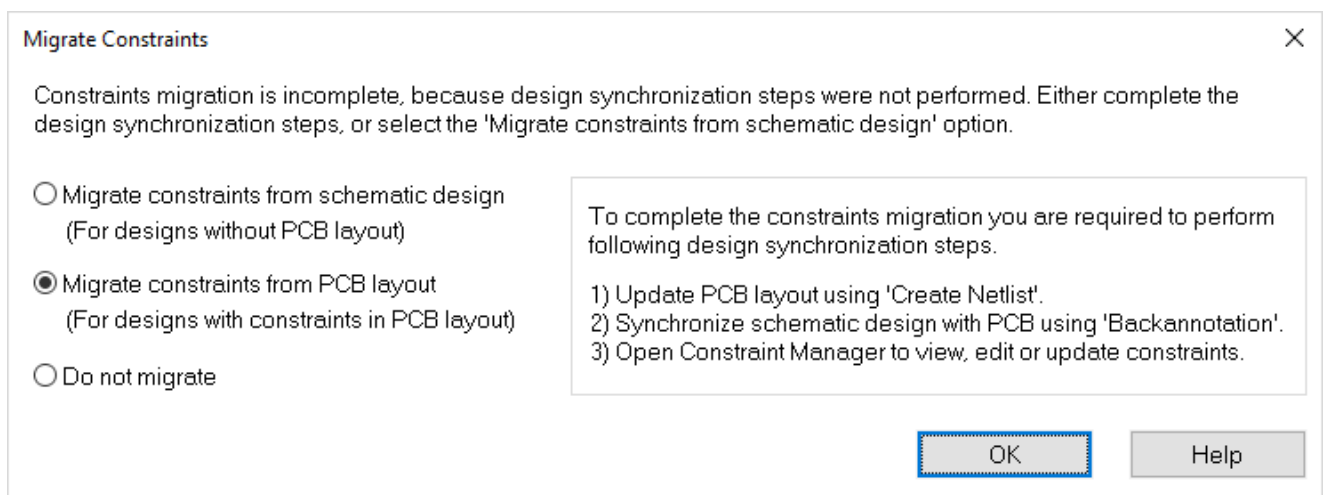 Migrate Constraints
Constraints migration is incomplete, because design synchronization steps were not performed. Either complete the
design synchronization steps, or select the 'Migrate constraints from schematic design' option.
Migrate constraints from schematic design
(For designs without PCB layout)
Migrate constraints from PCB layout
(For designs with constraints in PCB layout)
Do not migrate
To complete the constraints migration you are required to perform
following design synchronization steps.
1) Update PCB layout using 'Create Netlist'.
2) Synchronize schematic design with PCB using 'Backannotation'.
3) Open Constraint Manager to view, edit or update constraints.
OK
Help